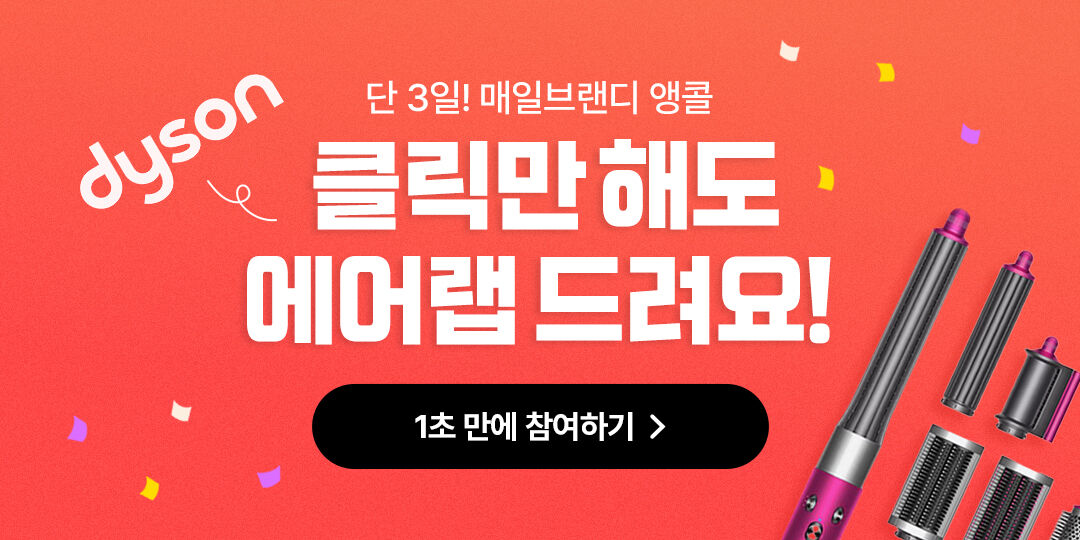 dyson
단 3일! 매일브랜디 앵콜
클릭만 해도
에어랩 드려요!
1초 만에 참여하기 >